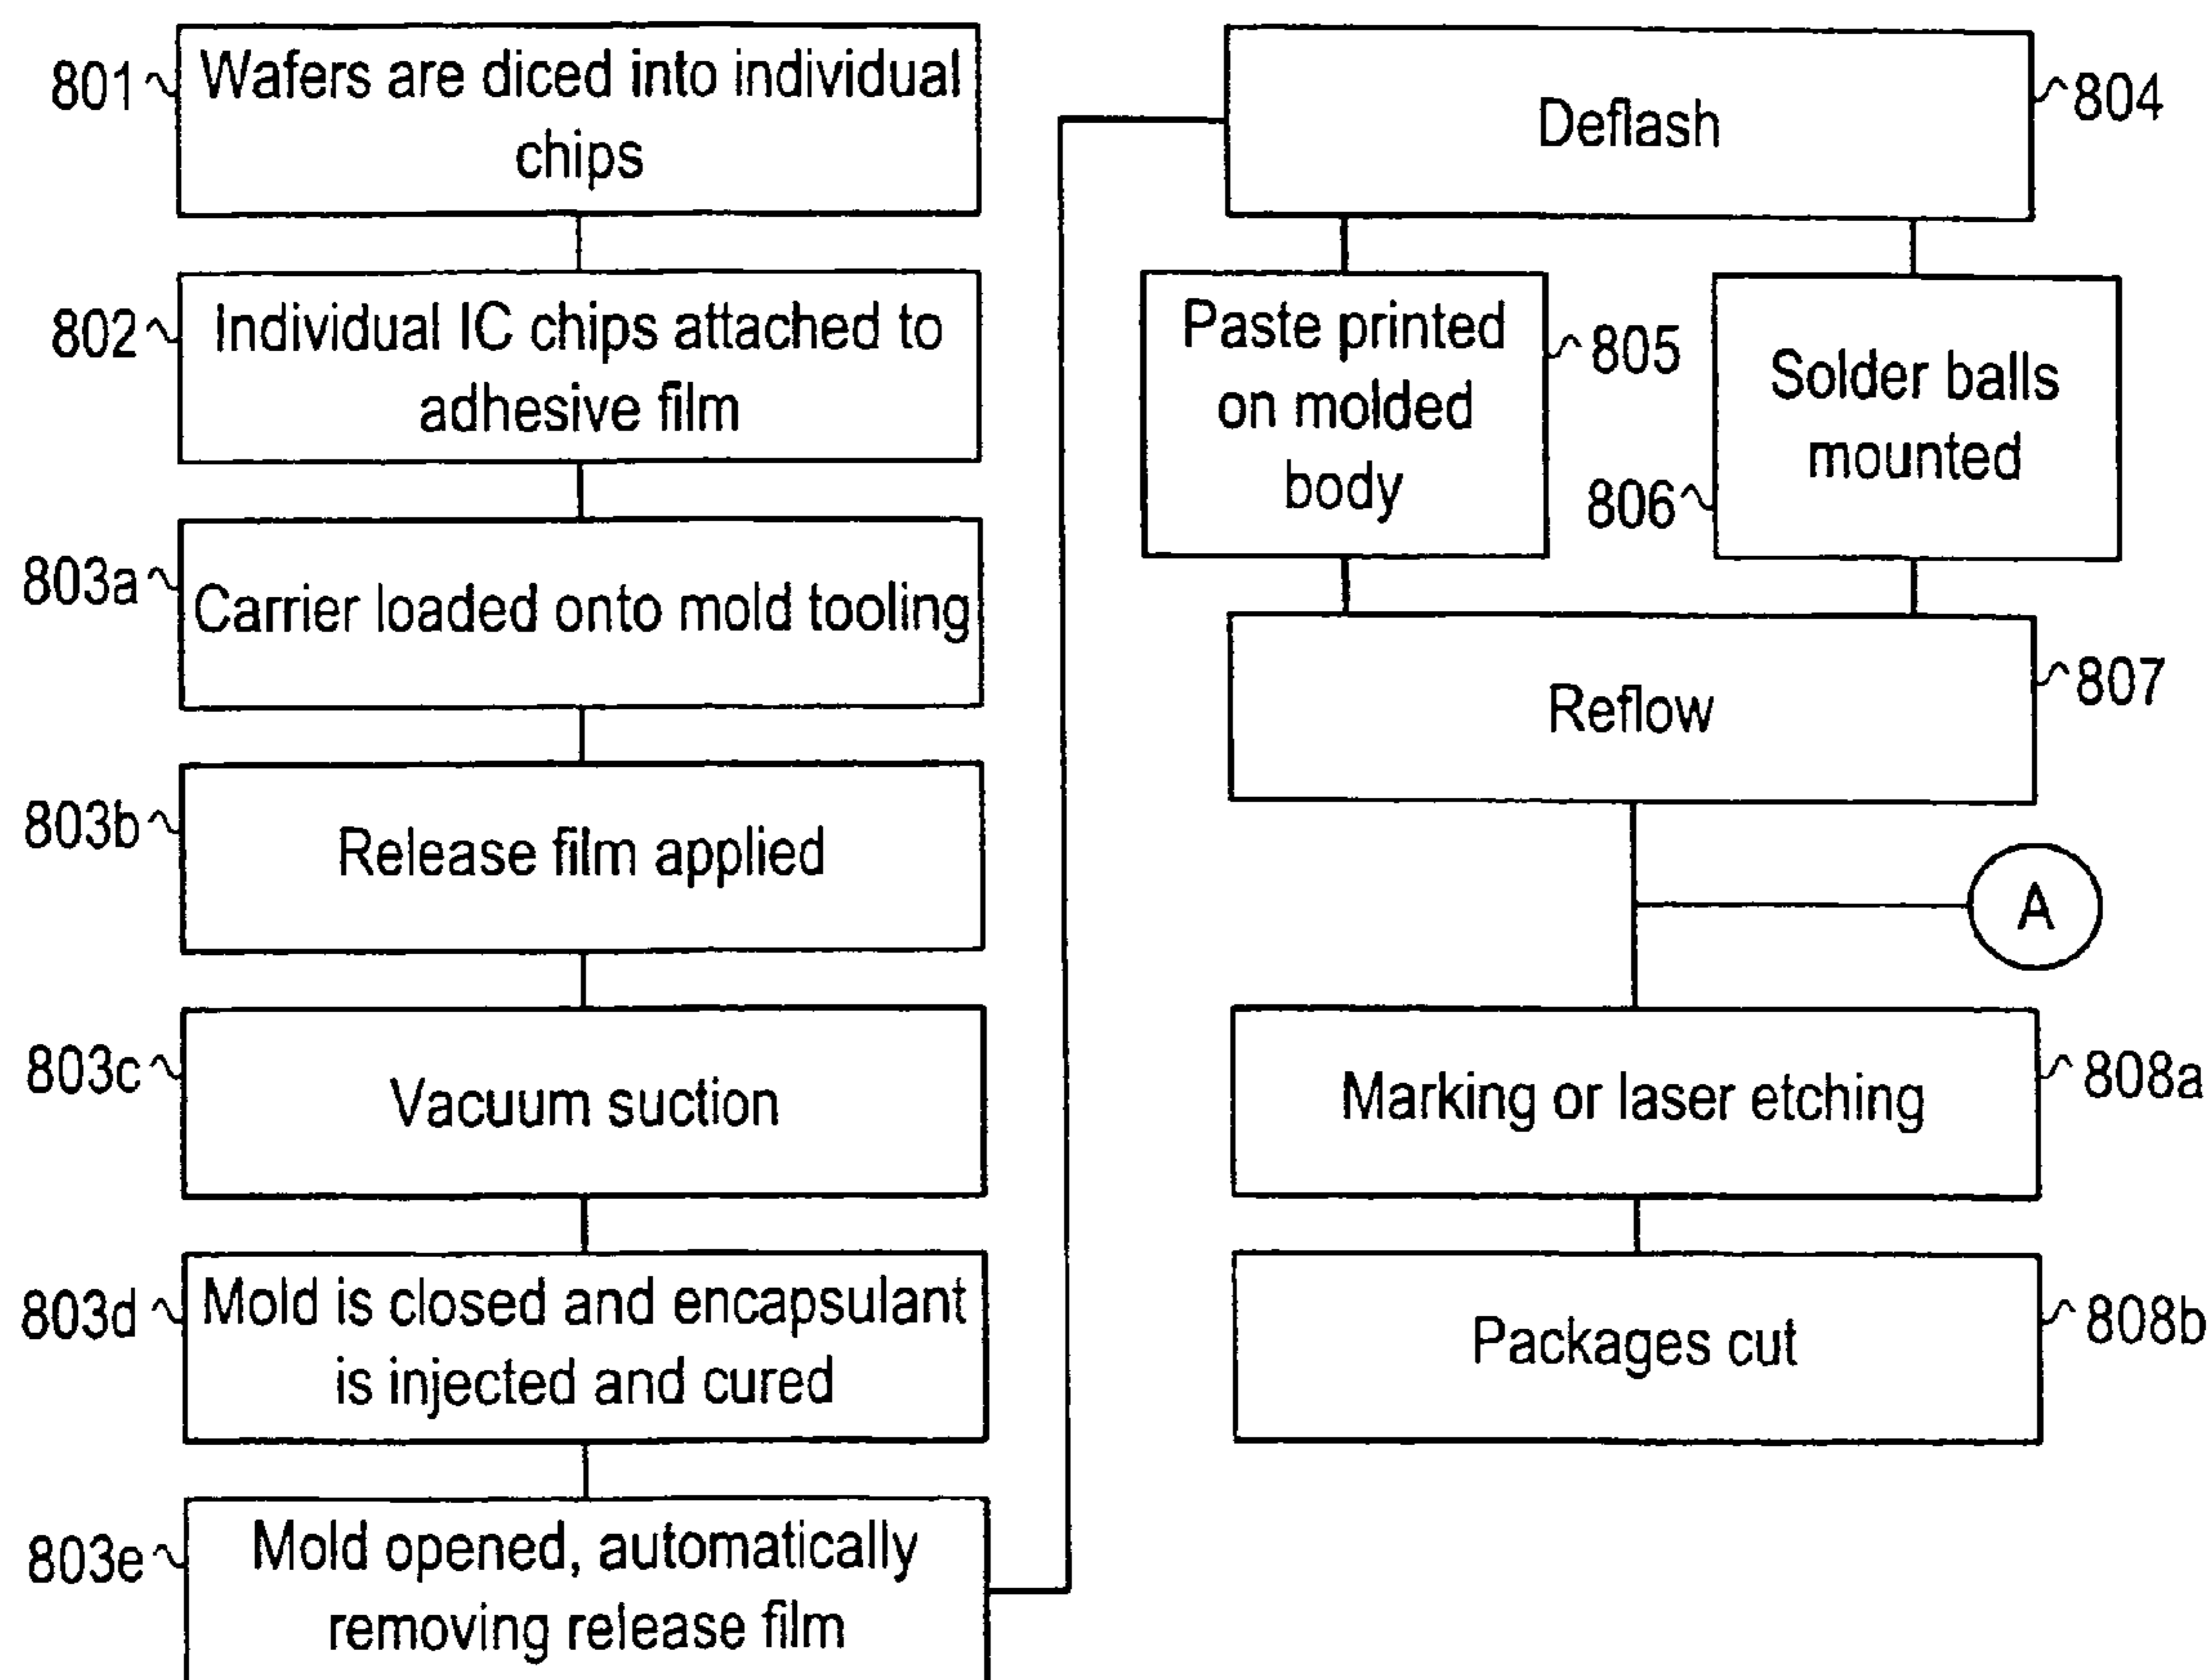 801
Wafers are diced into individual
chips
802
Individual IC chips attached to
adhesive film
803a
Carrier loaded onto mold tooling
803b
Release film applied
803c
Vacuum suction
803d
Mold is closed and encapsulant
is injected and cured
803e
Mold opened, automatically
removing release film
Deflash
804
Paste printed
on molded
body
805
Solder balls
mounted
806
Reflow
807
A
Marking or laser etching
808a
Packages cut
808b